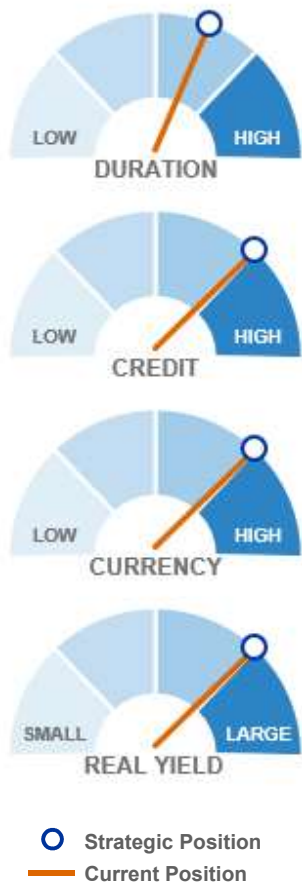 LOW HIGH
DURATION
LOW HIGH
CREDIT
LOW HIGH
CURRENCY
SMALL LARGE
REAL YIELD
Strategic Position
Current Position